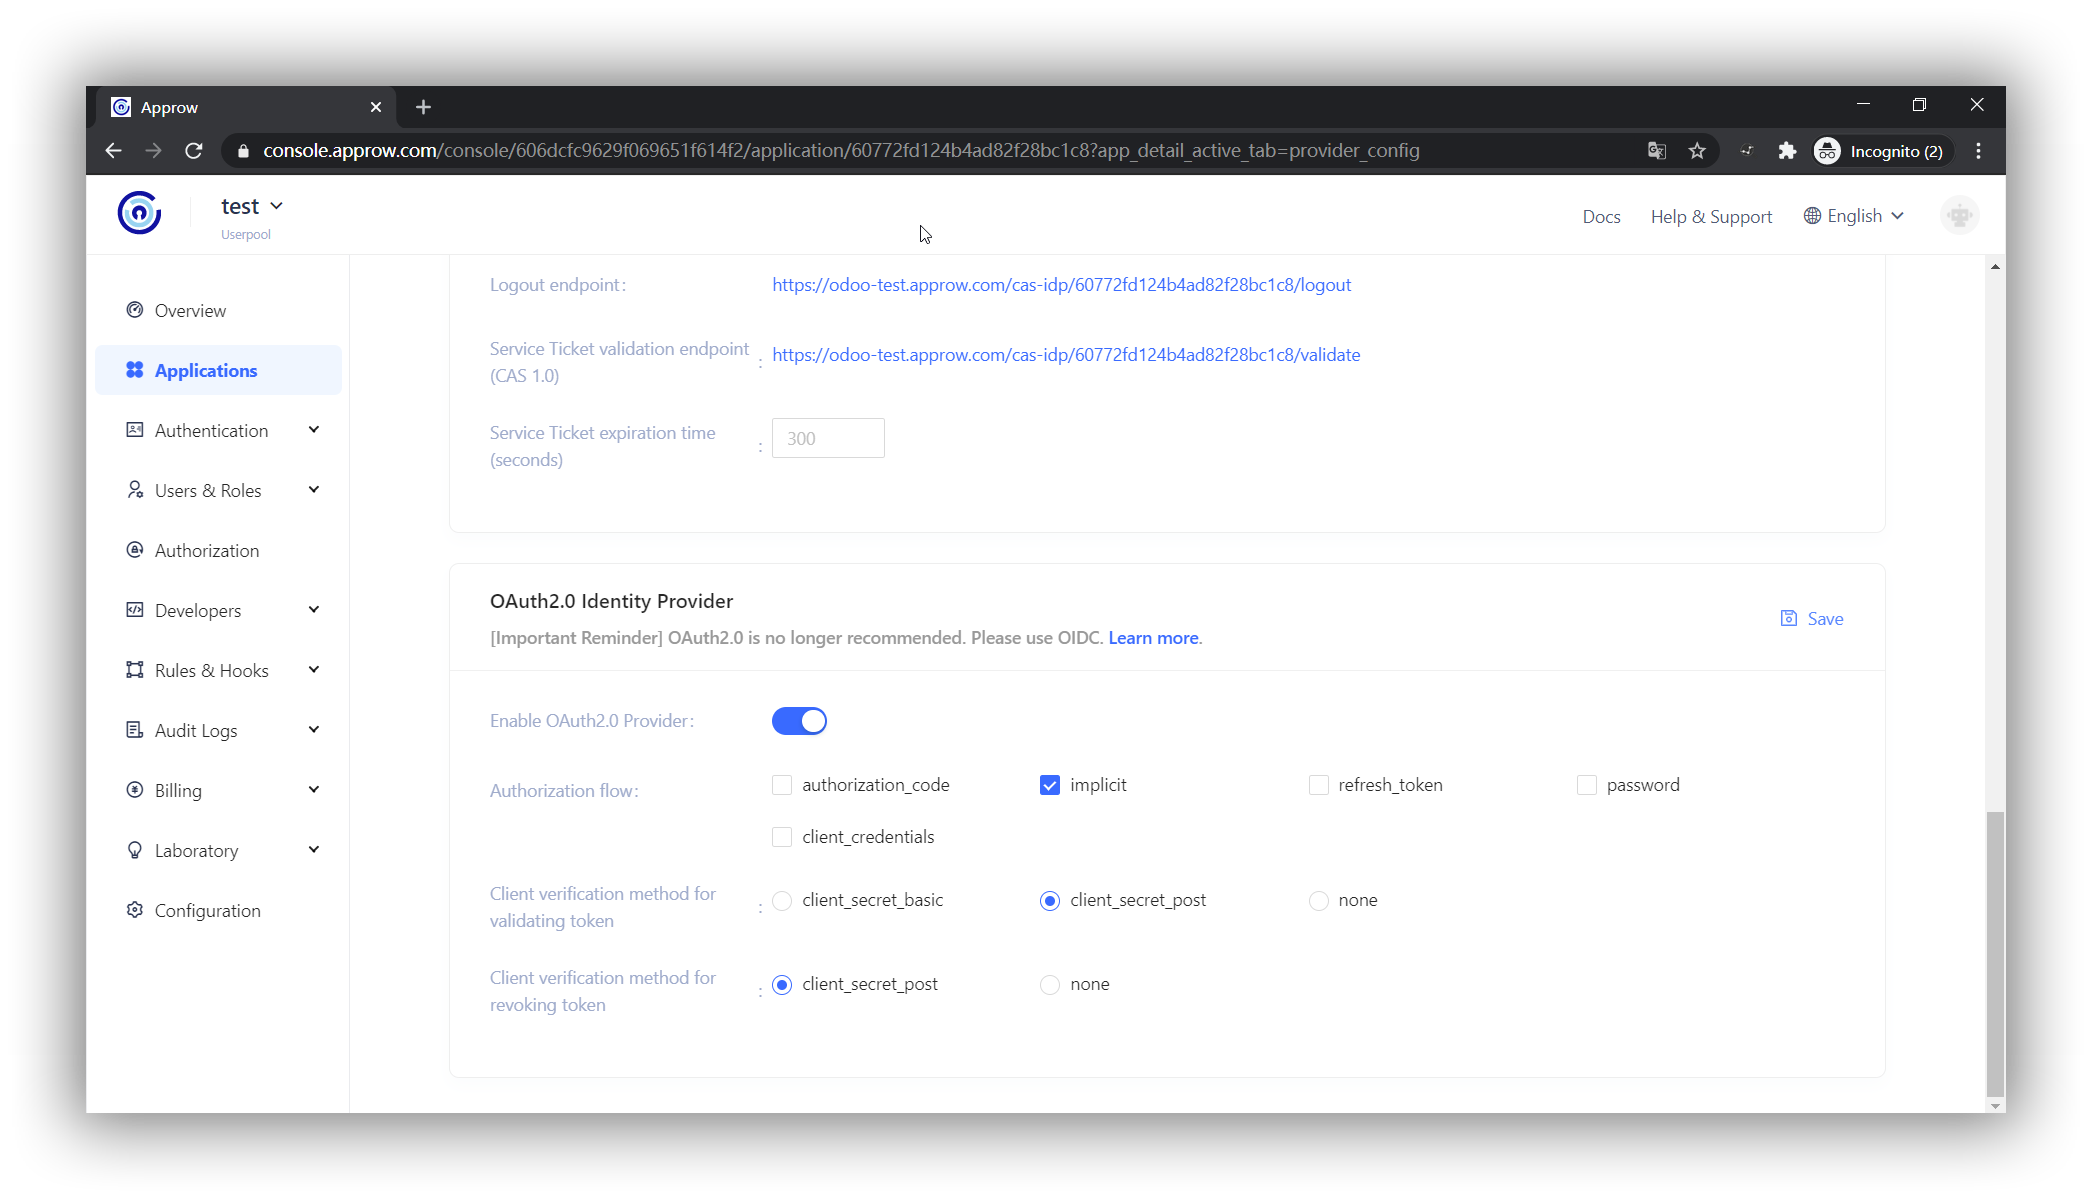 Approw
console.approw.com/console/606dcfc9629f069651f614f2/application/60772fd124b4ad82f28bc1c8?app_detail_active_tab=provider_config
Incognito (2)
test
Userpool
Docs
Help & Support
English
Overview
Applications
Authentication
Users & Roles
Authorization
Developers
Rules & Hooks
Audit Logs
Billing
Laboratory
Configuration
Logout endpoint:
https://odoo-test.approw.com/cas-idp/60772fd124b4ad82f28bc1c8/logout
Service Ticket validation endpoint
(CAS 1.0)
:
https://odoo-test.approw.com/cas-idp/60772fd124b4ad82f28bc1c8/validate
Service Ticket expiration time
(seconds)
:
300
OAuth2.0 Identity Provider
[Important Reminder] OAuth2.0 is no longer recommended. Please use OIDC. Learn more.
Save
Enable OAuth2.0 Provider:
Authorization flow:
authorization_code
implicit
refresh_token
password
client_credentials
Client verification method for
validating token
:
client_secret_basic
client_secret_post
none
Client verification method for
revoking token
:
client_secret_post
none